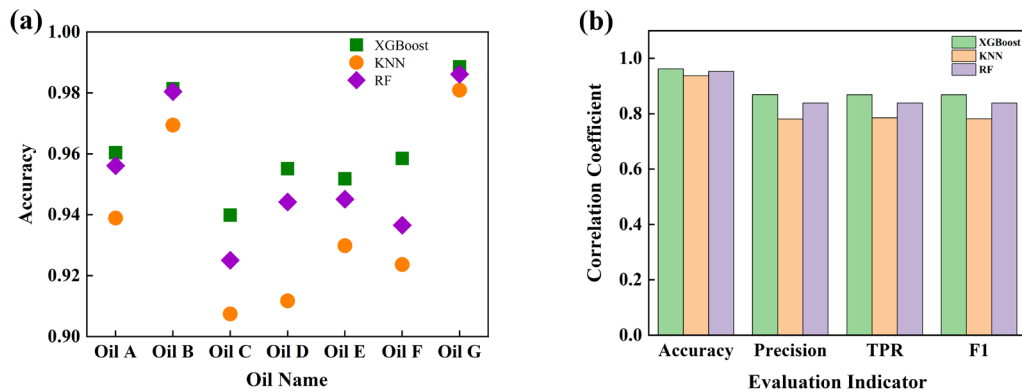 (a)
1.00
0.98
0.96
0.94
0.92
0.90
Accuracy
XGBoost
KNN
RF
Oil A Oil B Oil C Oil D Oil E Oil F Oil G
Oil Name
(b)
1.0
0.8
0.6
0.4
0.2
0.0
Correlation Coefficient
XGBoost
KNN
RF
Accuracy Precision TPR F1
Evaluation Indicator